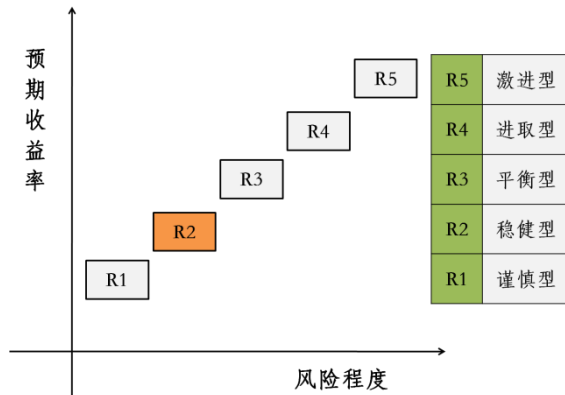 预期收益率
R5
R4
R3
R2
R1
风险程度
R5 激进型
R4 进取型
R3 平衡型
R2 稳健型
R1 谨慎型